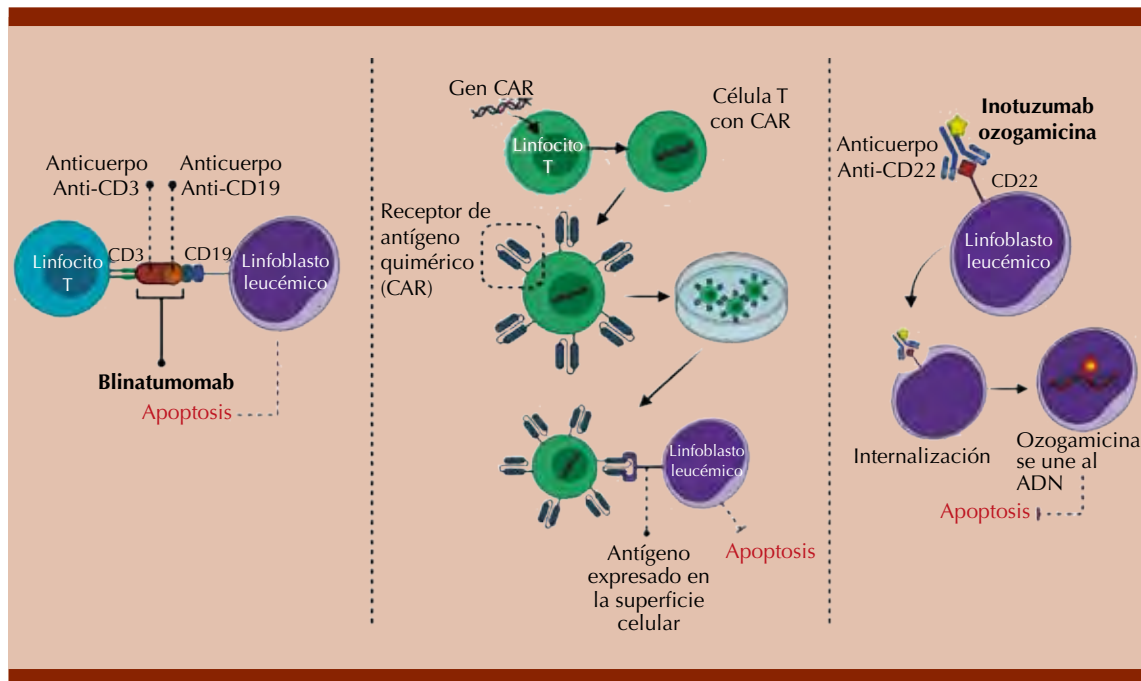 Anticuerpo
Anti-CD3
Anticuerpo
Anti-CD19
Linfocito
T
CD3
CD19
Linfoblasto
leucémico
Blinatumomab
Apoptosis
Gen CAR
Linfocito
T
Célula T
con CAR
Receptor de
antígeno
quimérico
(CAR)
Linfoblasto
leucémico
Apoptosis
Antígeno
expresado en
la superficie
celular
Inotuzumab
ozogamicina
Anticuerpo
Anti-CD22
CD22
Linfoblasto
leucémico
Internalización
Ozogamicina
se une al
ADN
Apoptosis